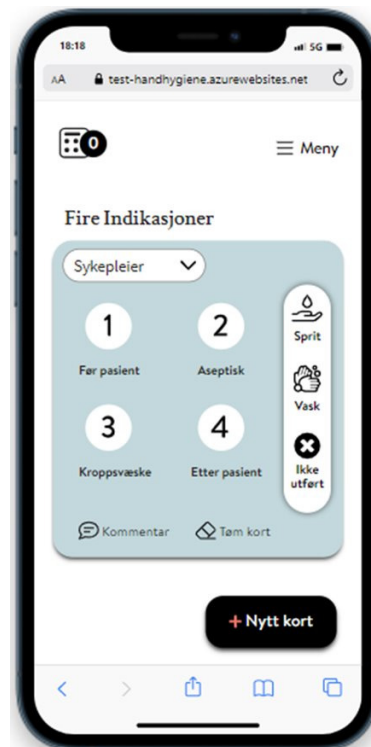 18:18
5G
AA test-handhygiene.azurewebsites.net
0
Meny
Fire Indikasjoner
Sykepleier
1
2
Før pasient
Aseptisk
3
4
Kroppsvæske
Etter pasient
Sprit
Vask
Ikke
utført
Kommentar
Tøm kort
+ Nytt kort